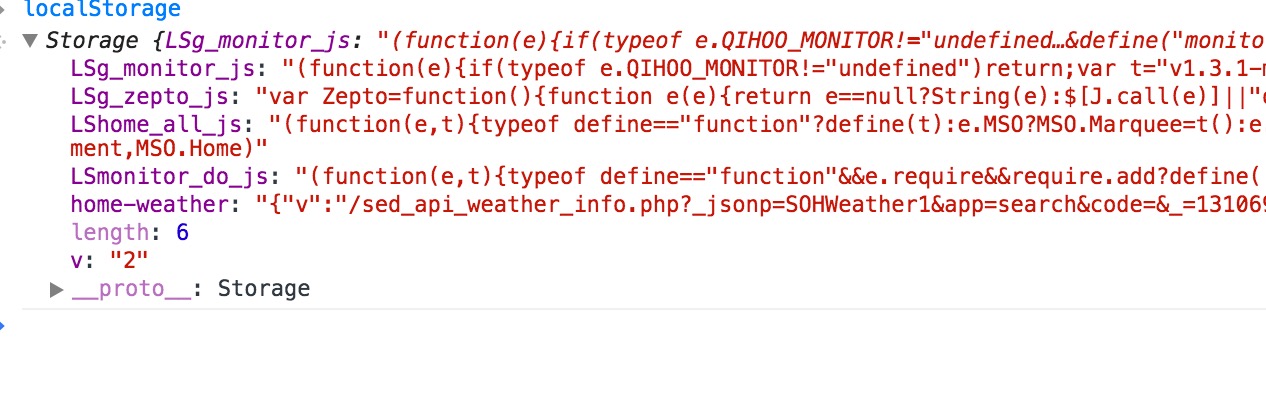 localStorage
Storage {LSg_monitor_js: "(function(e){if(typeof e.QIHOO_MONITOR!="undefined…&define("monito
LSg_monitor_js: "(function(e){if(typeof e.QIHOO_MONITOR!="undefined")return;var t="v1.3.1-
LSg_zepto_js: "var Zepto=function(){function e(e){return e==null?String(e):$[J.call(e)]||"
LShome_all_js: "(function(e,t){typeof define=="function"?define(t):e.MSO?MSO.Marquee=t():e
ment,MSO.Home)"
LSmonitor_do_js: "(function(e,t){typeof define=="function"&&e.require&&require.add?define(
home-weather: "{"v":"/sed_api_weather_info.php?_jsonp=SOHWeather1&app=search&code=&_=131069
length: 6
v: "2"
__proto__: Storage